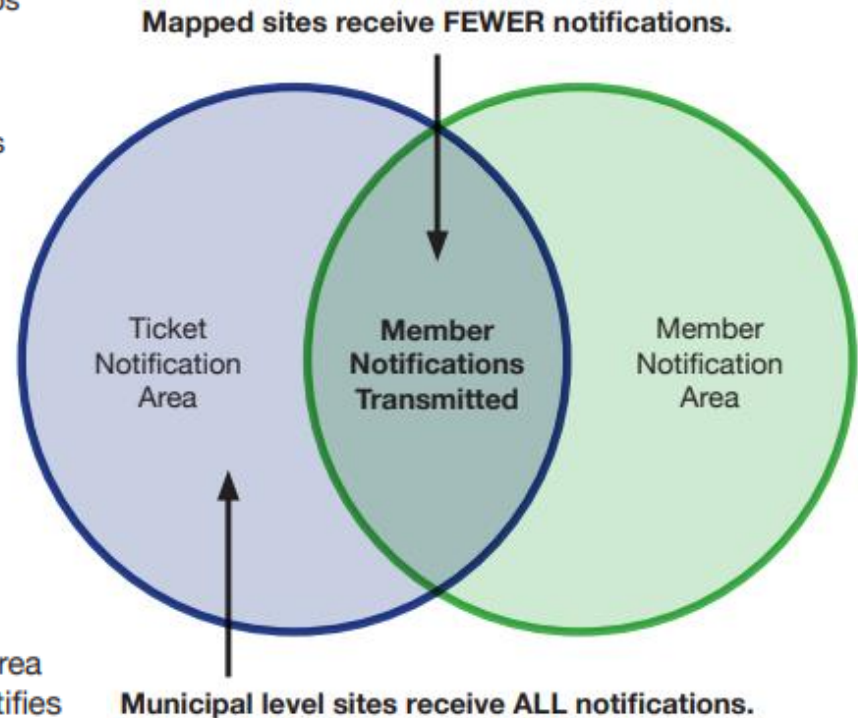 Mapped sites receive FEWER notifications.
Ticket
Notification
Area
Member
Notifications
Transmitted
Member
Notification
Area
Municipal level sites receive ALL notifications.